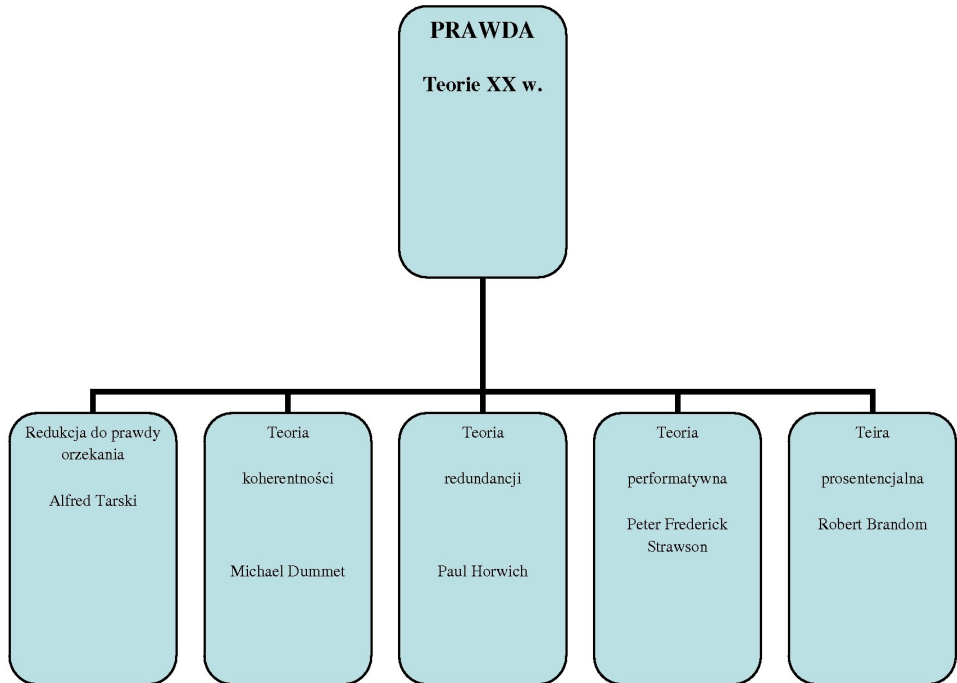 PRAWDA
Teorie XX w.
Redukcja do prawdy
orzekania
Alfred Tarski
Teoria
koherentności
Michael Dummet
Teoria
redundancji
Paul Horwich
Teoria
performatywna
Peter Frederick
Strawson
Teira
prosentencjalna
Robert Brandom